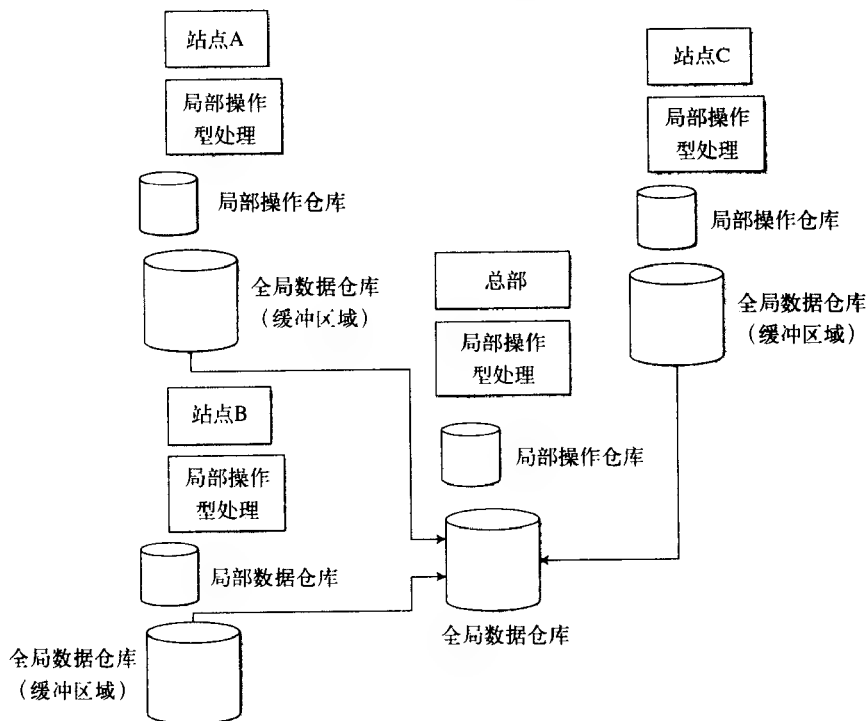 站点A
局部操作
型处理
局部操作仓库
全局数据仓库
（缓冲区域）
站点B
局部操作
型处理
局部数据仓库
全局数据仓库
（缓冲区域）
总部
局部操作
型处理
局部操作仓库
全局数据仓库
站点C
局部操作
型处理
局部操作仓库
全局数据仓库
（缓冲区域）